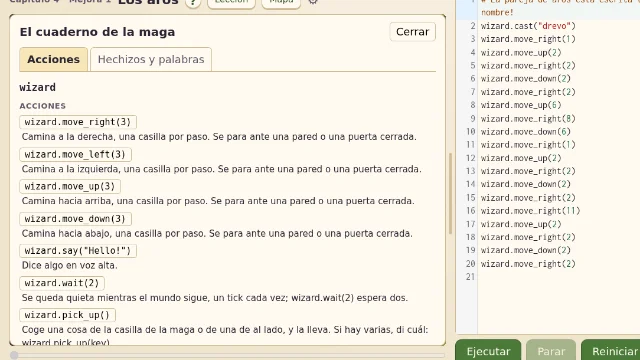 Capítulo 4 Mejora 1 Los aros ? Lección Mapa
El cuaderno de la maga
Cerrar
Acciones
Hechizos y palabras
wizard
ACCIONES
wizard.move_right(3)
Camina a la derecha, una casilla por paso. Se para ante una pared o una puerta cerrada.
wizard.move_left(3)
Camina a la izquierda, una casilla por paso. Se para ante una pared o una puerta cerrada.
wizard.move_up(3)
Camina hacia arriba, una casilla por paso. Se para ante una pared o una puerta cerrada.
wizard.move_down(3)
Camina hacia abajo, una casilla por paso. Se para ante una pared o una puerta cerrada.
wizard.say("Hello!")
Dice algo en voz alta.
wizard.wait(2)
Se queda quieta mientras el mundo sigue, un tick cada vez; wizard.wait(2) espera dos.
wizard.pick_up()
Coge una cosa de la casilla de la maga o de una de al lado, y la lleva. Si hay varias, di cuál:
wizard.pick_up(key)
1 # La pareja de aros está escrita
nombre!
2 wizard.cast("drevo")
3 wizard.move_right(1)
4 wizard.move_up(2)
5 wizard.move_right(2)
6 wizard.move_down(2)
7 wizard.move_right(2)
8 wizard.move_up(6)
9 wizard.move_right(8)
10 wizard.move_down(6)
11 wizard.move_right(1)
12 wizard.move_up(2)
13 wizard.move_right(2)
14 wizard.move_down(2)
15 wizard.move_right(2)
16 wizard.move_right(11)
17 wizard.move_up(2)
18 wizard.move_right(2)
19 wizard.move_down(2)
20 wizard.move_right(2)
21
Ejecutar
Parar
Reiniciar